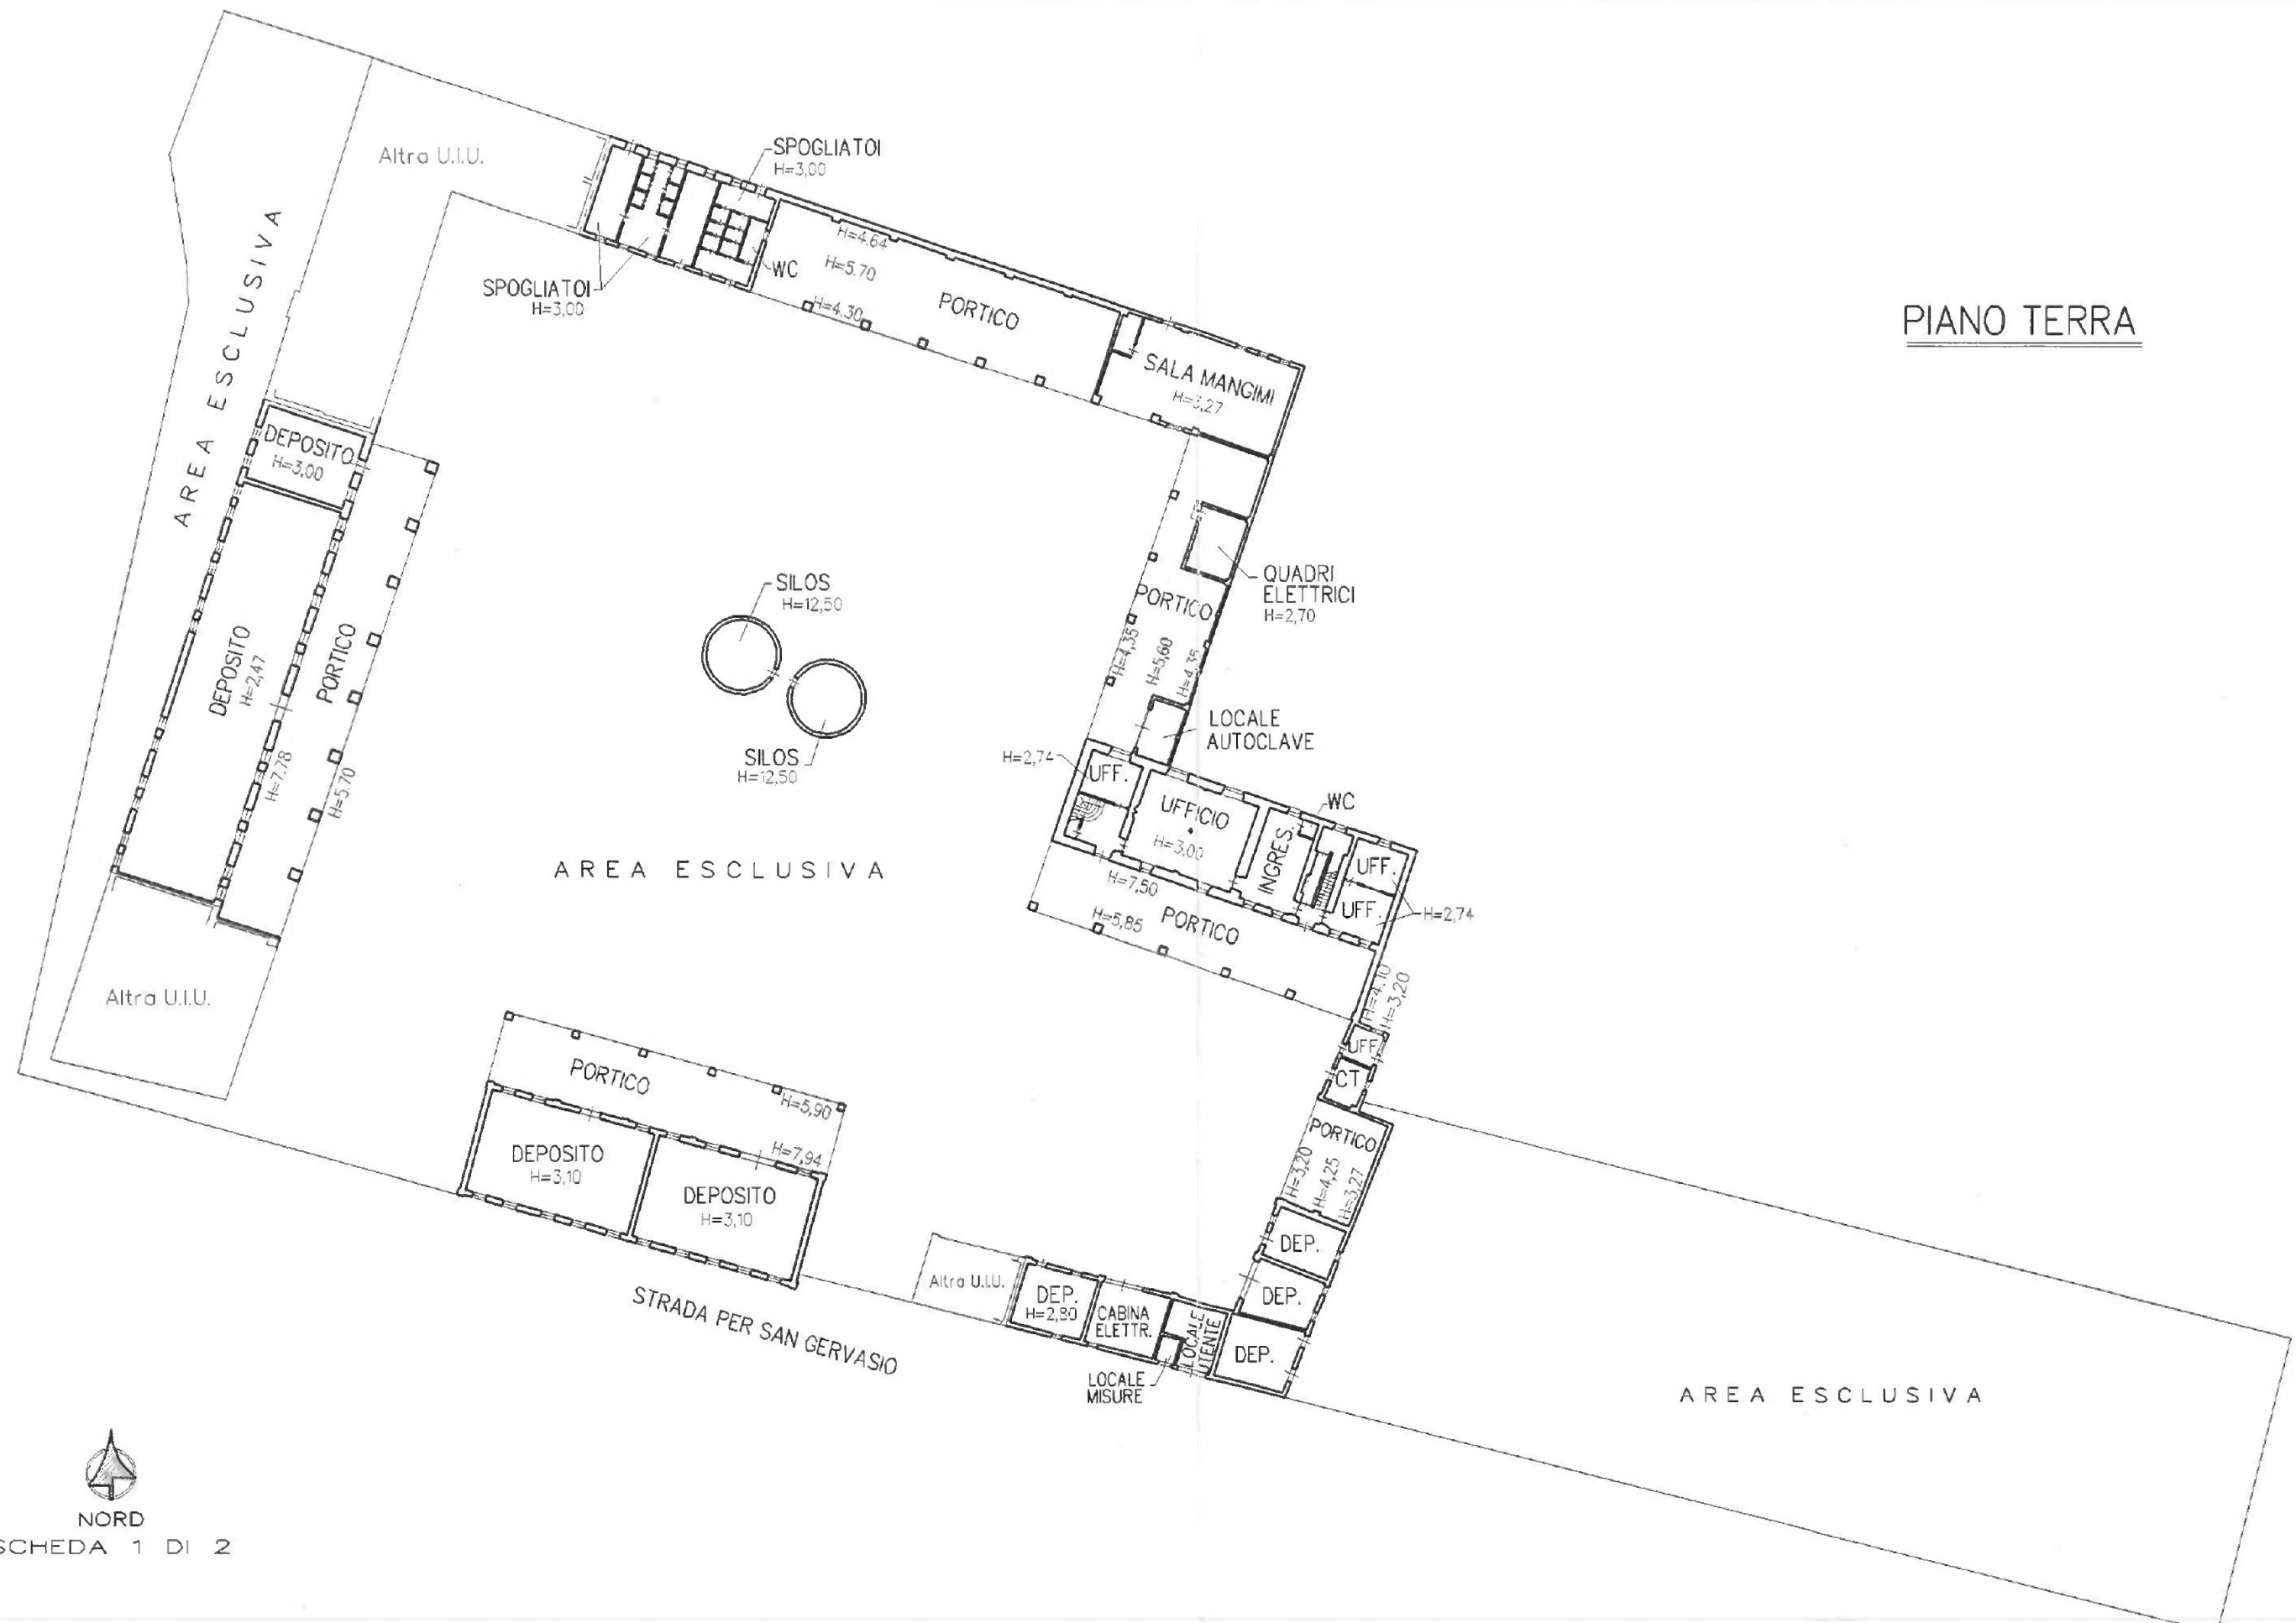 Altra U.I.U.
SPOGLIATOI
H=3,00
AREA ESCLUSIVA
SPOGLIATOI
H=3,00
WC
H=4.64
H=5.70
H=4.30
PORTICO
SALA MANGIMI
H=3,27
PIANO TERRA
DEPOSITO
H=3,00
DEPOSITO
H=2,47
PORTICO
H=7.78
H=5.70
SILOS
H=12,50
SILOS
H=12,50
QUADRI
ELETTRICI
H=2,70
PORTICO
H=4,35
H=5,60
H=4,35
LOCALE
AUTOCLAVE
H=2,74
UFF.
UFFICIO
H=3,00
INGRES.
WC
UFF.
UFF.
H=2,74
AREA ESCLUSIVA
H=7,50
H=5,85
PORTICO
H=4.10
H=3,20
UFF.
CT
Altra U.I.U.
PORTICO
H=5,90
H=7,94
DEPOSITO
H=3,10
DEPOSITO
H=3,10
PORTICO
H=3,20
H=4,25
H=3,27
DEP.
DEP.
DEP.
Altra U.I.U.
DEP.
H=2,80
CABINA
ELETTR.
LOCALE
UTENTE
LOCALE
MISURE
STRADA PER SAN GERVASIO
AREA ESCLUSIVA
NORD
SCHEDA 1 DI 2